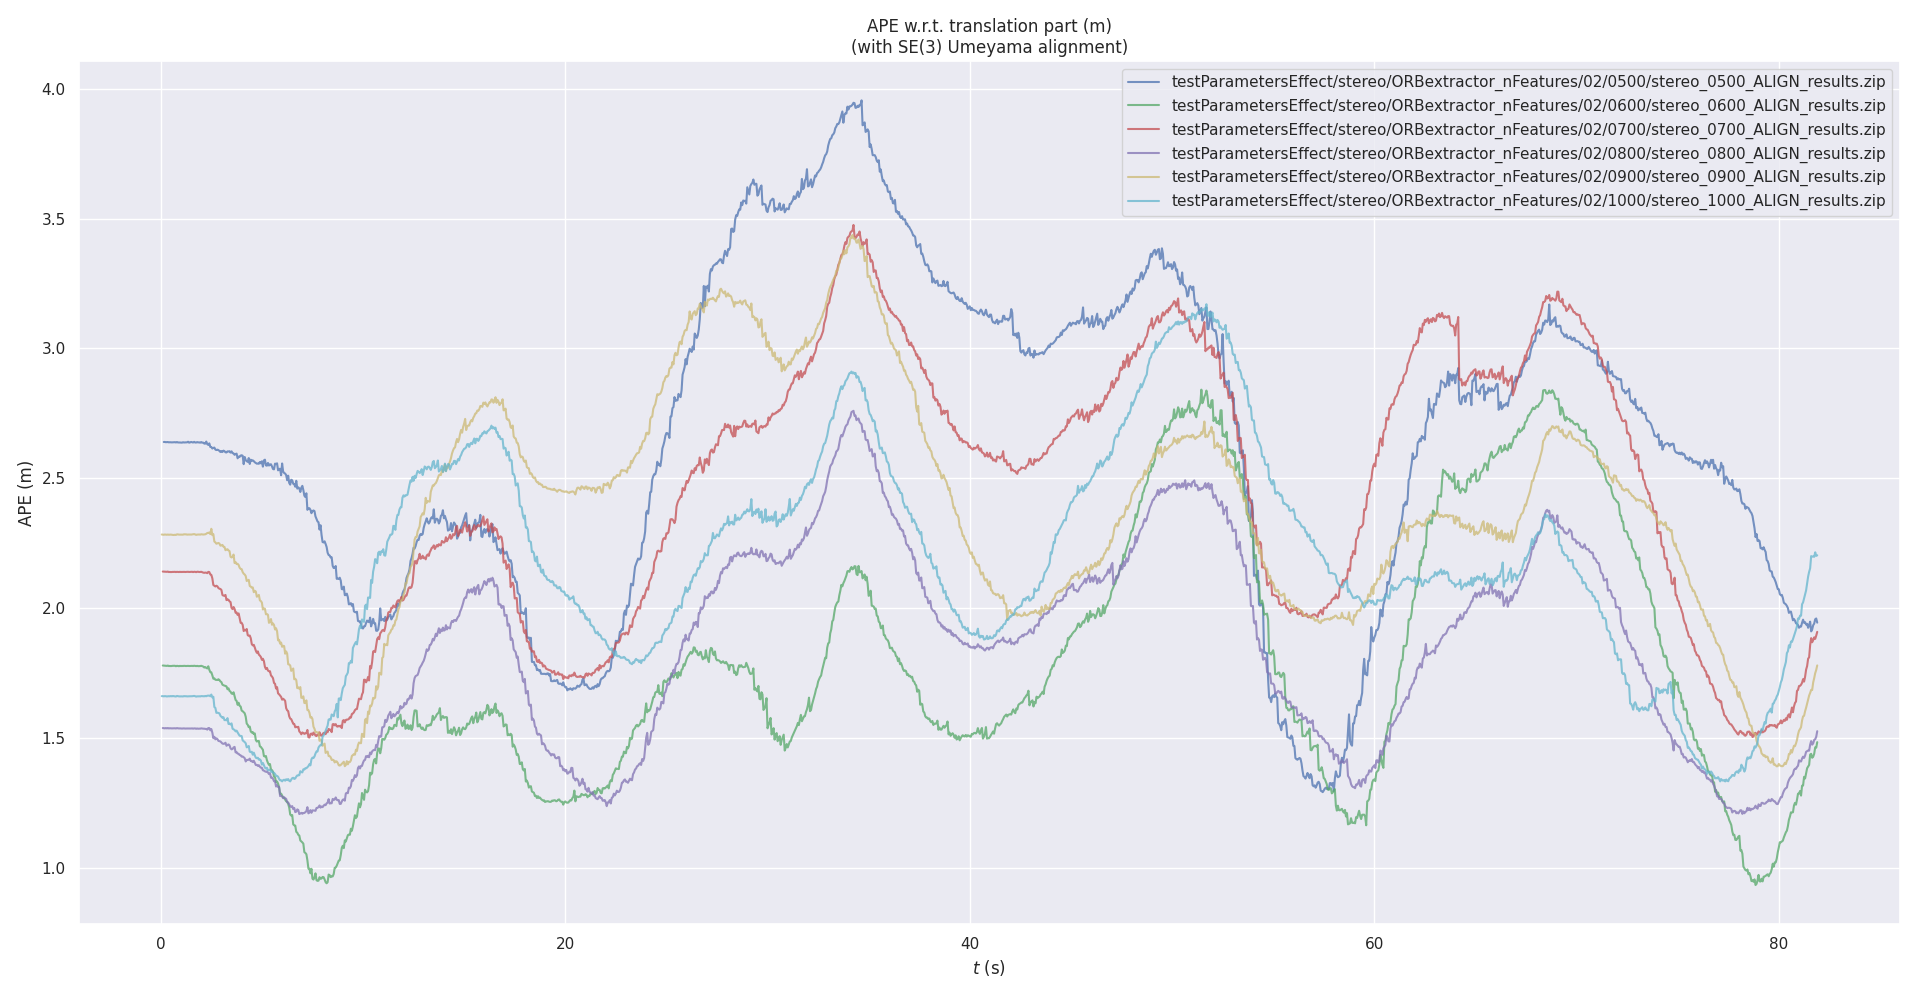 APE w.r.t. translation part (m)
(with SE(3) Umeyama alignment)
testParametersEffect/stereo/ORBextractor_nFeatures/02/0500/stereo_0500_ALIGN_results.zip
testParametersEffect/stereo/ORBextractor_nFeatures/02/0600/stereo_0600_ALIGN_results.zip
testParametersEffect/stereo/ORBextractor_nFeatures/02/0700/stereo_0700_ALIGN_results.zip
testParametersEffect/stereo/ORBextractor_nFeatures/02/0800/stereo_0800_ALIGN_results.zip
testParametersEffect/stereo/ORBextractor_nFeatures/02/0900/stereo_0900_ALIGN_results.zip
testParametersEffect/stereo/ORBextractor_nFeatures/02/1000/stereo_1000_ALIGN_results.zip
APE (m)
4.0
3.5
3.0
2.5
2.0
1.5
1.0
0 20 40 60 80
t (s)